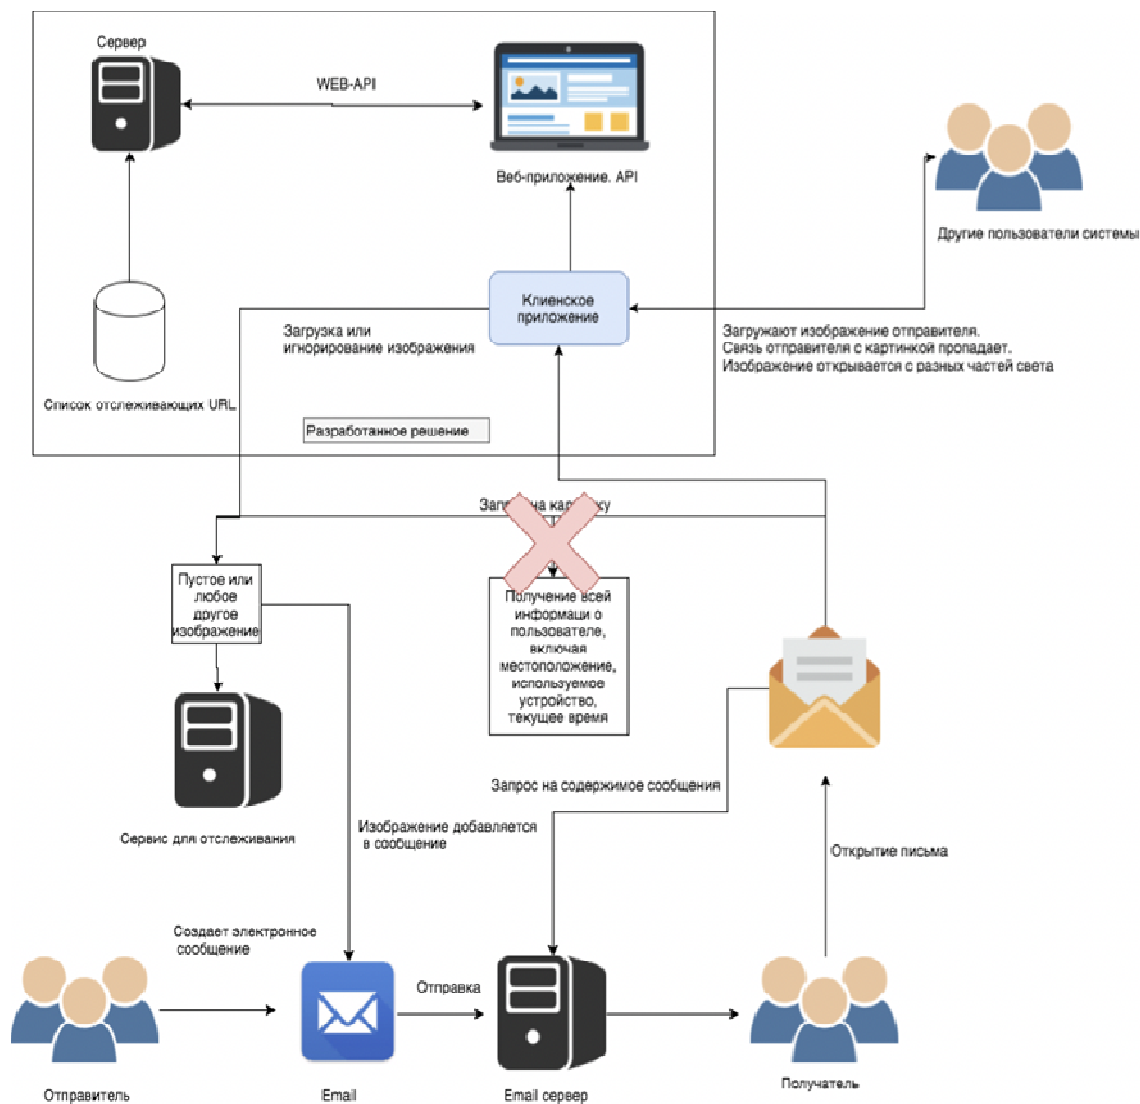 Сервер
WEB-API
Веб-приложение. API
Другие пользователи системы
Клиенское
приложение
Загрузка или
игнорирование изображения
Загружают изображение отправителя.
Связь отправителя с картинкой пропадает.
Изображение открывается с разных частей света
Список отслеживающих URL
Разработанное решение
на
Пустое или
любое
другое
изображение
Получение всей
информаци о
пользователе,
включая
местоположение,
используемое
устройство,
текущее время
Запрос на содержимое сообщения
Сервис для отслеживания
Изображение добавляется
в сообщение
Открытие письма
Создает электронное
сообщение
Отправка
Отправитель
Email
Email сервер
Получатель